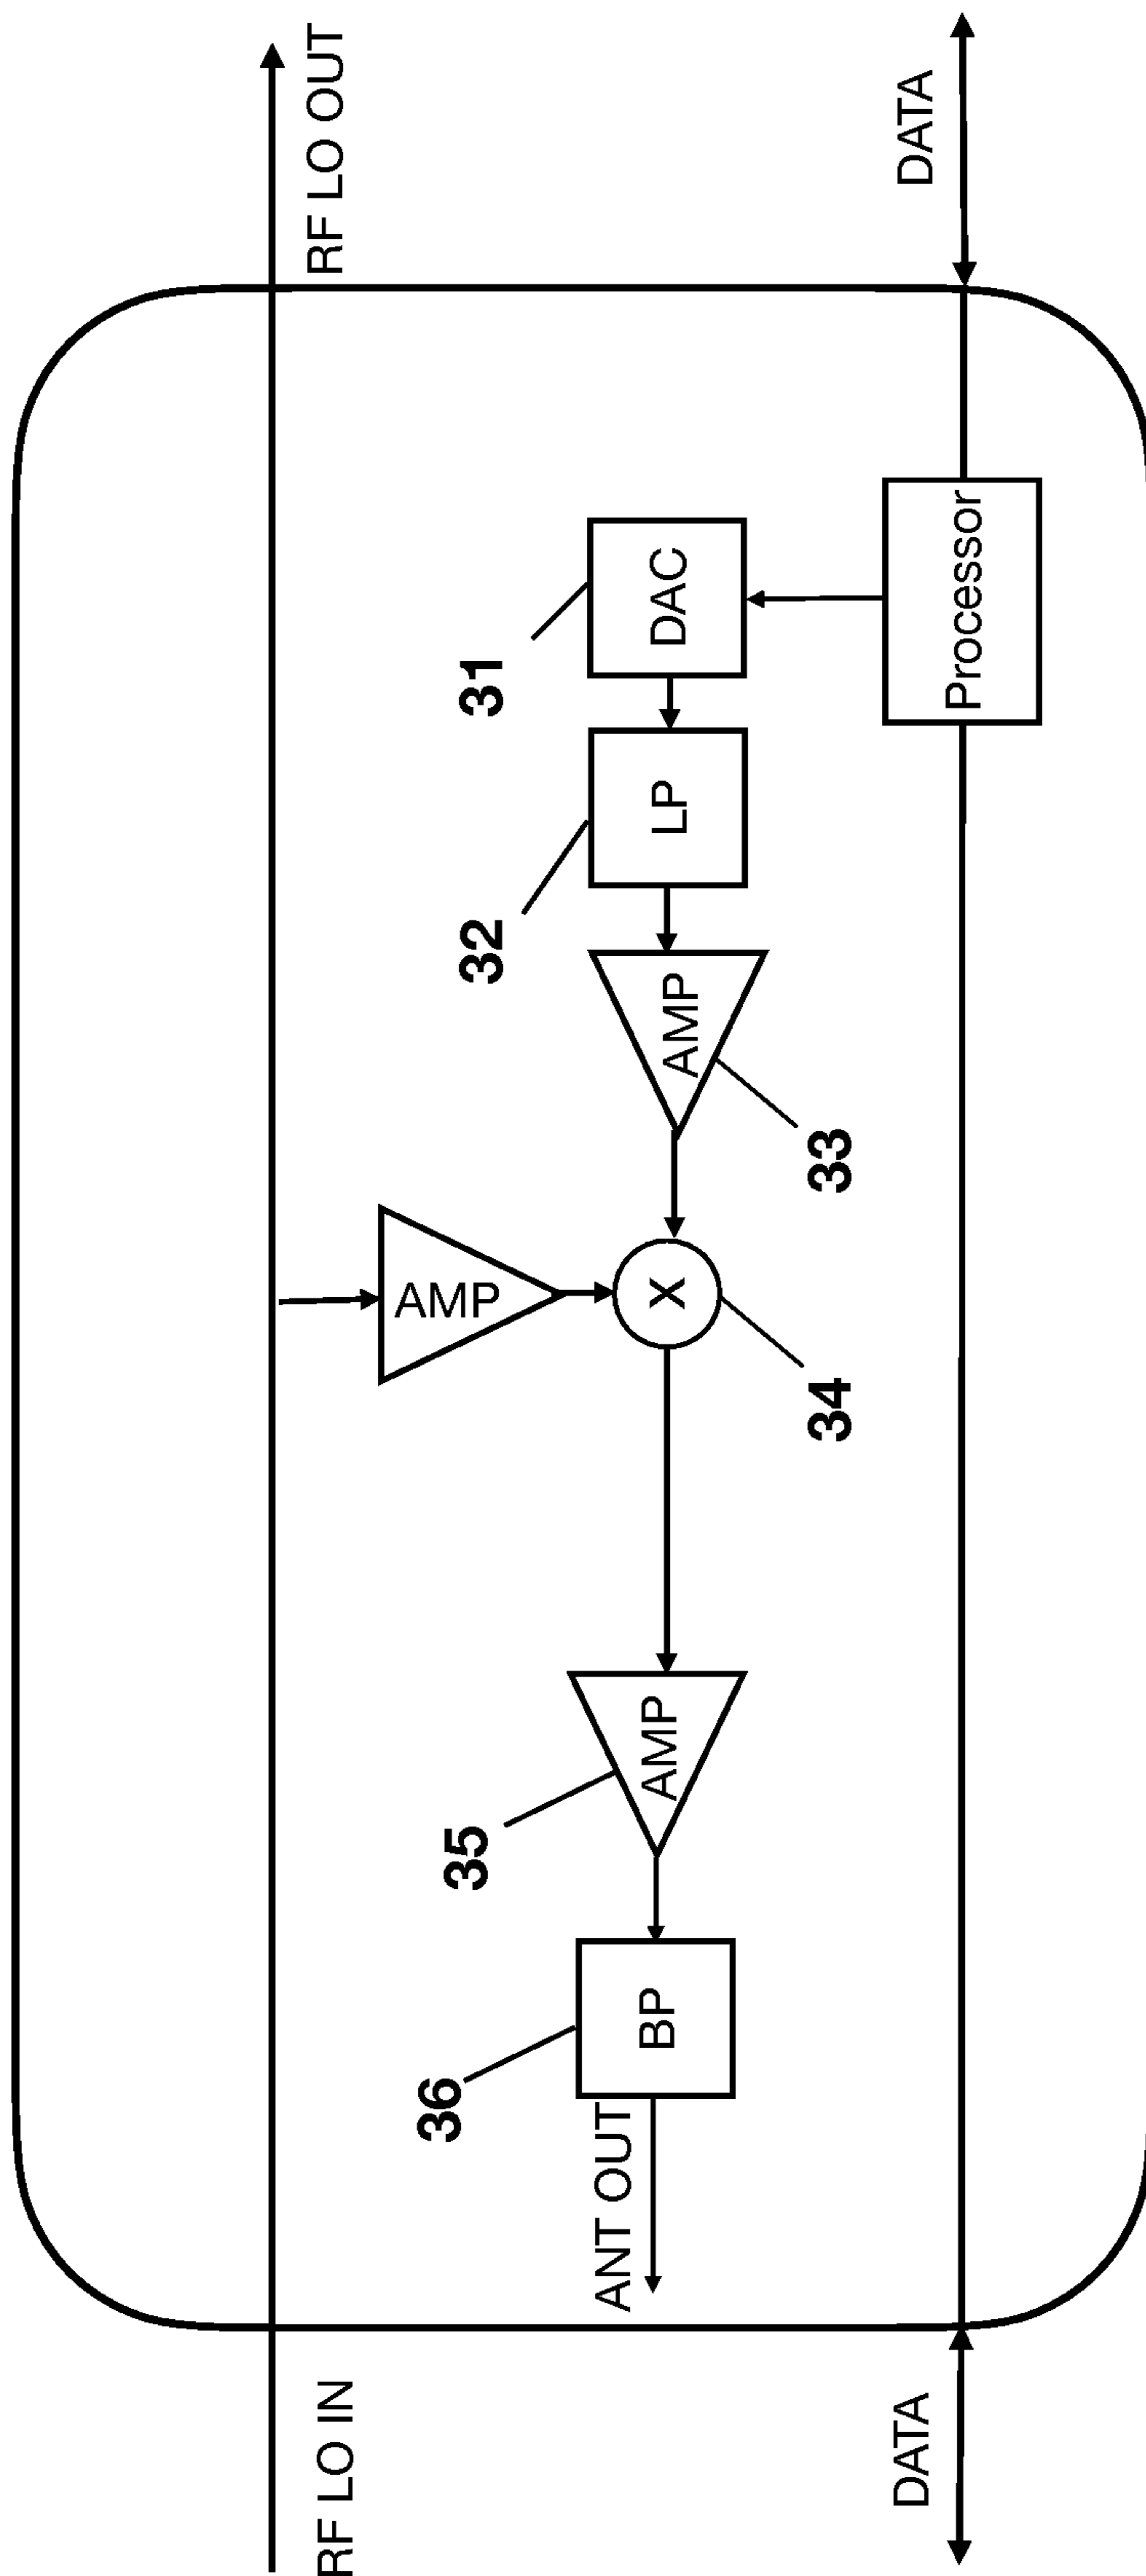 RF LO IN
RF LO OUT
AMP
36
35
32
31
ANT OUT
BP
AMP
X
AMP
LP
DAC
34
33
DATA
Processor
DATA